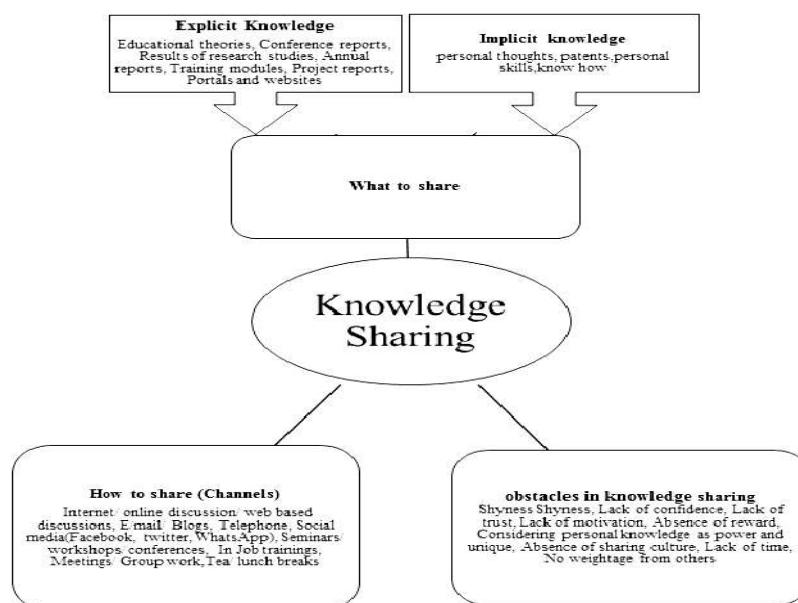 Explicit Knowledge
Educational theories, Conference reports,
Results of research studies, Annual
reports, Training modules, Project reports,
Portals and websites
Implicit knowledge
personal thoughts, patents,personal
skills,know how
What to share
Knowledge
Sharing
How to share (Channels)
Internet/ online discussion/ web based
discussions, E.mail/ Blogs, Telephone, Social
media(Facebook, twitter, WhatsApp), Seminars/
workshops/ conferences, In Job trainings,
Meetings/ Group work,Tea/ lunch breaks
obstacles in knowledge sharing
Shyness Shyness, Lack of confidence, Lack of
trust, Lack of motivation, Absence of reward,
Considering personal knowledge as power and
unique, Absence of sharing culture, Lack of time,
No weightage from others